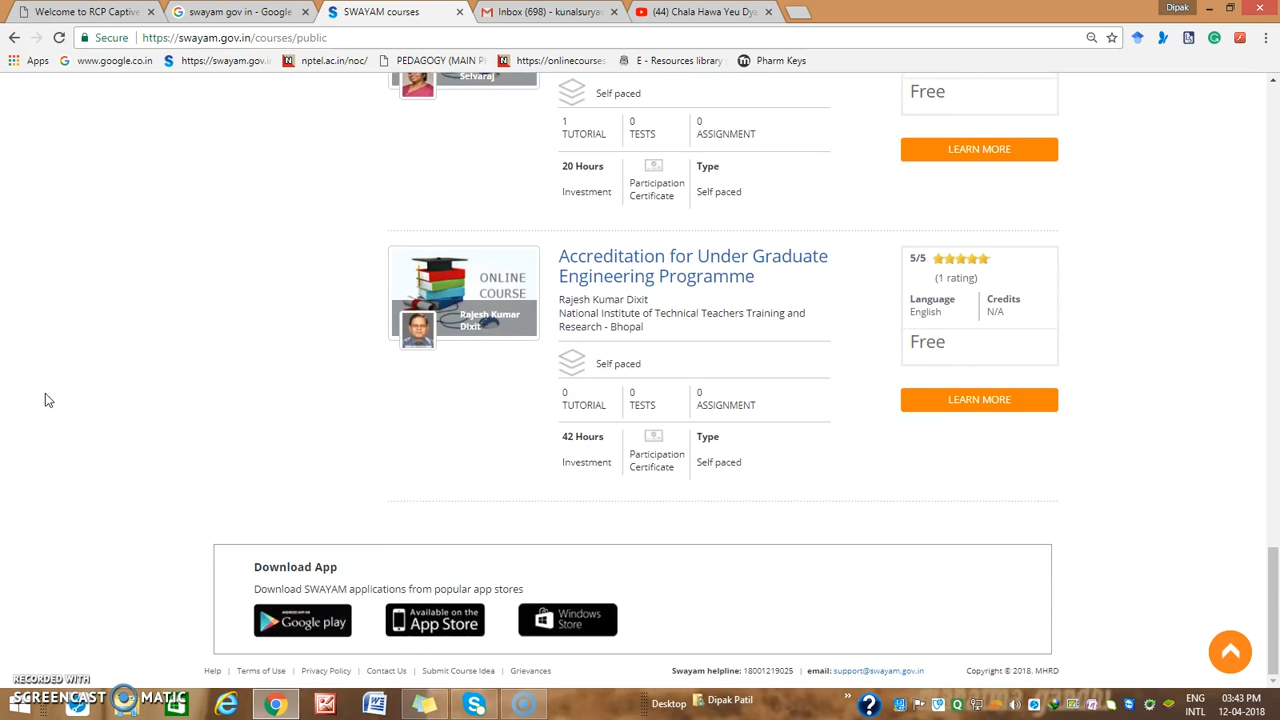 Welcome to RCP Captive
swayam gov in - Google
SWAYAM courses
Inbox (698) - kunalsuryav
(44) Chala Hawa Yeu Dya
Dipak
Secure
https://swayam.gov.in/courses/public
Apps
www.google.co.in
https://swayam.gov.in
nptel.ac.in/noc/
PEDAGOGY (MAIN P
https://onlinecourses
E - Resources library
Pharm Keys
Selvaraj
Self paced
Free
1
0
0
TUTORIAL
TESTS
ASSIGNMENT
LEARN MORE
20 Hours
Type
Investment
Participation
Certificate
Self paced
ONLINE
COURSE
Rajesh Kumar
Dixit
Accreditation for Under Graduate
Engineering Programme
Rajesh Kumar Dixit
National Institute of Technical Teachers Training and
Research - Bhopal
5/5
(1 rating)
Language
Credits
English
N/A
Free
Self paced
0
0
0
TUTORIAL
TESTS
ASSIGNMENT
LEARN MORE
42 Hours
Type
Investment
Participation
Certificate
Self paced
Download App
Download SWAYAM applications from popular app stores
ANDROID APP ON
Google play
Available on the
App Store
Windows
Store
Help | Terms of Use | Privacy Policy | Contact Us | Submit Course Idea | Grievances
Swayam helpline: 18001219025 | email: support@swayam.gov.in
Copyright © 2018. MHRD
RECORDED WITH
SCREENCAST MATIC
Desktop
Dipak Patil
ENG
INTL
03:43 PM
12-04-2018